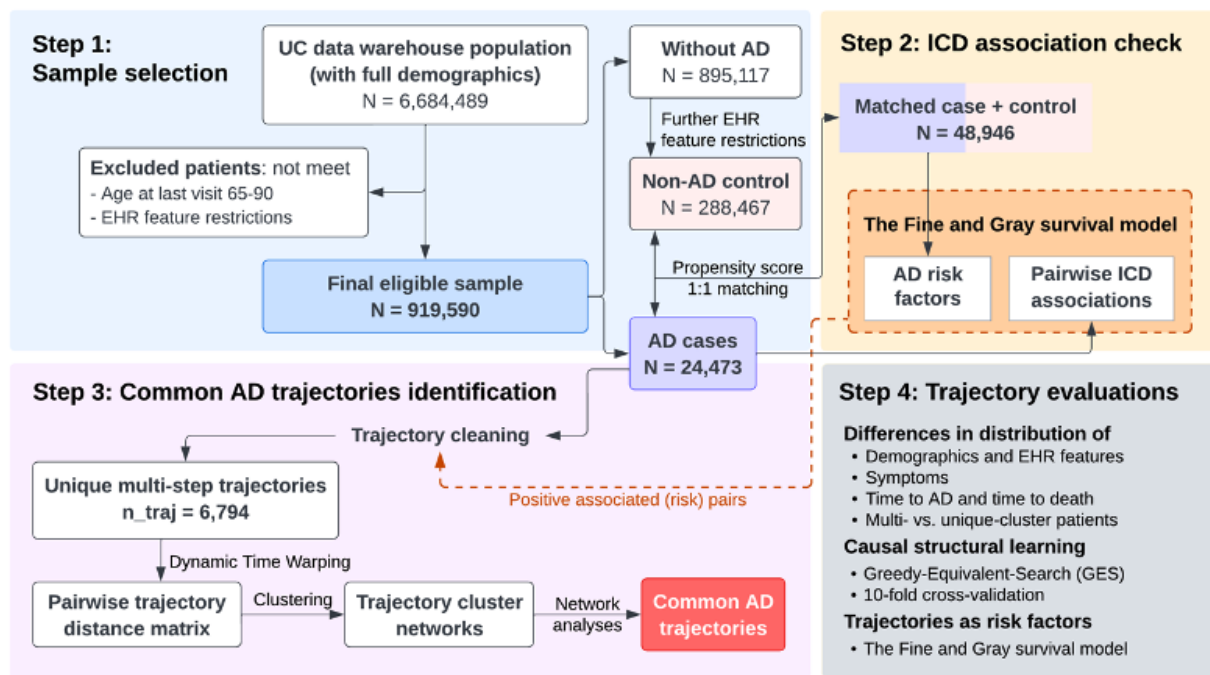 Step 1:
Sample selection
UC data warehouse population
(with full demographics)
N = 6,684,489
Excluded patients: not meet
- Age at last visit 65-90
- EHR feature restrictions
Final eligible sample
N = 919,590
Without AD
N = 895,117
Further EHR
feature restrictions
Non-AD control
N = 288,467
Propensity score
1:1 matching
AD cases
N = 24,473
Step 2: ICD association check
Matched case + control
N = 48,946
The Fine and Gray survival model
AD risk
factors
Pairwise ICD
associations
Step 3: Common AD trajectories identification
Trajectory cleaning
Positive associated (risk) pairs
Unique multi-step trajectories
n_traj = 6,794
Dynamic Time Warping
Pairwise trajectory
distance matrix
Clustering
Trajectory cluster
networks
Network
analyses
Common AD
trajectories
Step 4: Trajectory evaluations
Differences in distribution of
• Demographics and EHR features
• Symptoms
• Time to AD and time to death
• Multi- vs. unique-cluster patients
Causal structural learning
• Greedy-Equivalent-Search (GES)
• 10-fold cross-validation
Trajectories as risk factors
• The Fine and Gray survival model